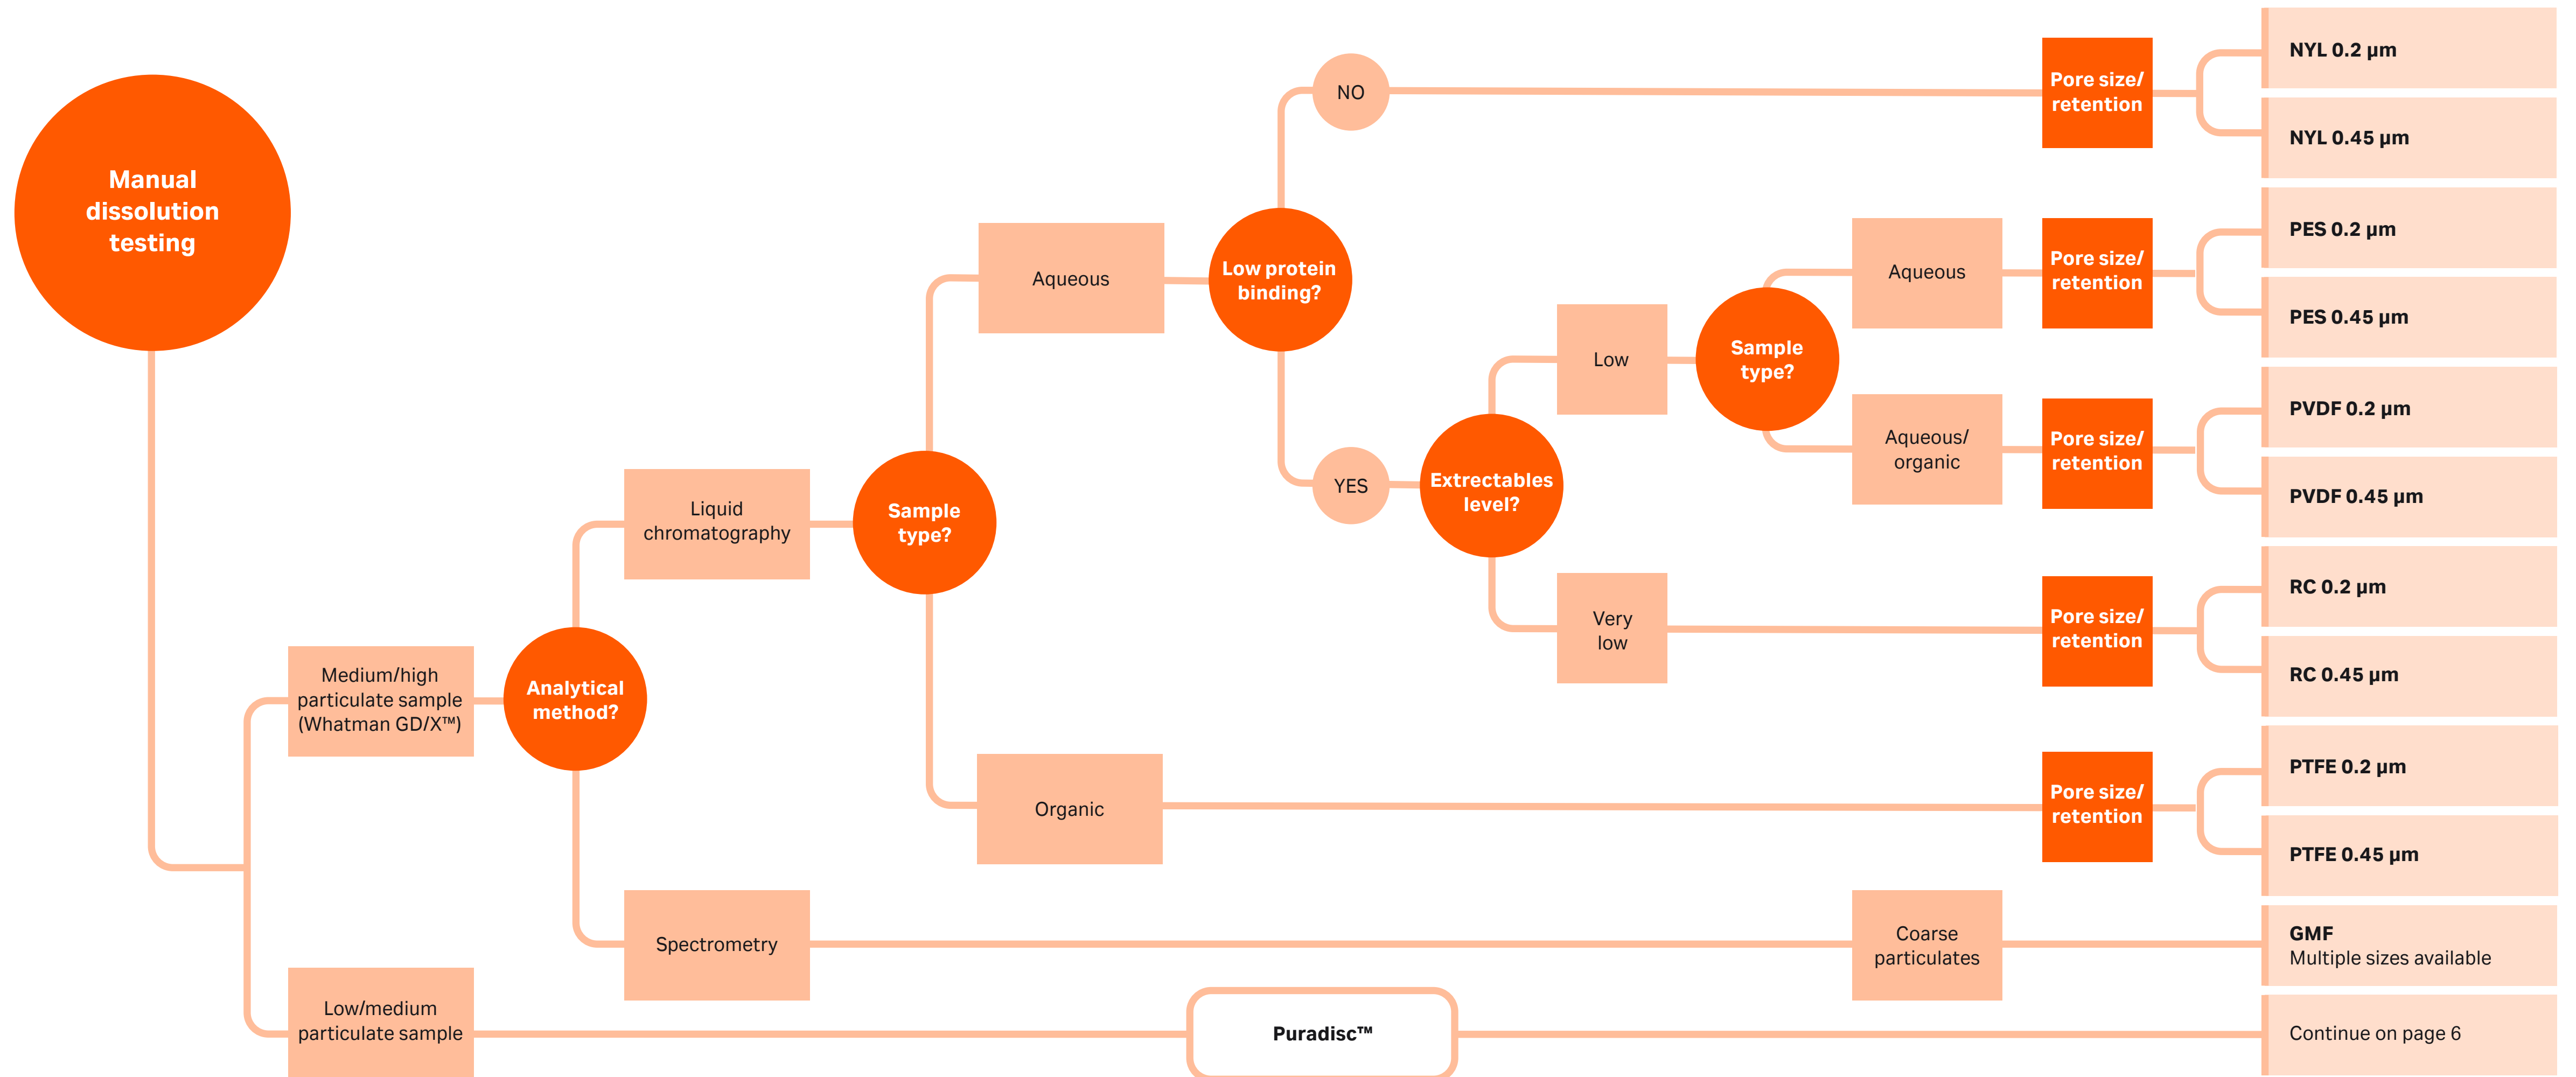 Manual
dissolution
testing
Medium/high
particulate sample
(Whatman GD/X™)
Low/medium
particulate sample
Analytical
method?
Liquid
chromatography
Spectrometry
Sample
type?
Aqueous
Organic
Low protein
binding?
NO
YES
Extrectables
level?
Low
Very
low
Sample
type?
Aqueous
Aqueous/
organic
Coarse
particulates
Puradisc™
Pore size/
retention
Pore size/
retention
Pore size/
retention
Pore size/
retention
Pore size/
retention
NYL 0.2 µm
NYL 0.45 µm
PES 0.2 µm
PES 0.45 µm
PVDF 0.2 µm
PVDF 0.45 µm
RC 0.2 µm
RC 0.45 µm
PTFE 0.2 µm
PTFE 0.45 µm
GMF
Multiple sizes available
Continue on page 6